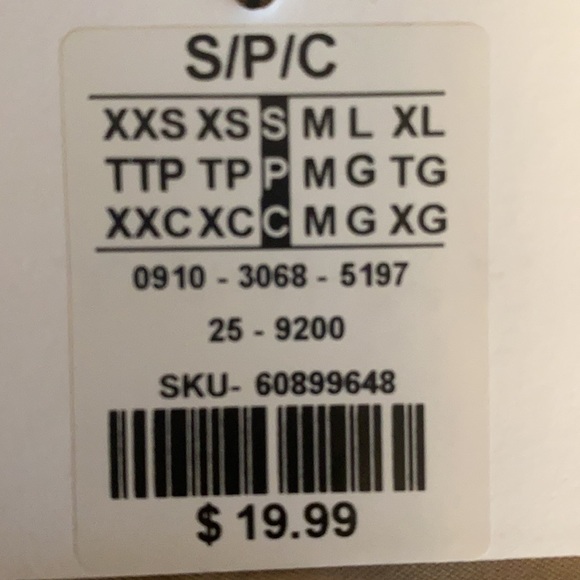 S/P/C
XXS XS S M L XL
TTP TP P M G TG
XXC XC C M G XG
0910 - 3068 - 5197
25 - 9200
SKU- 60899648
$ 19.99